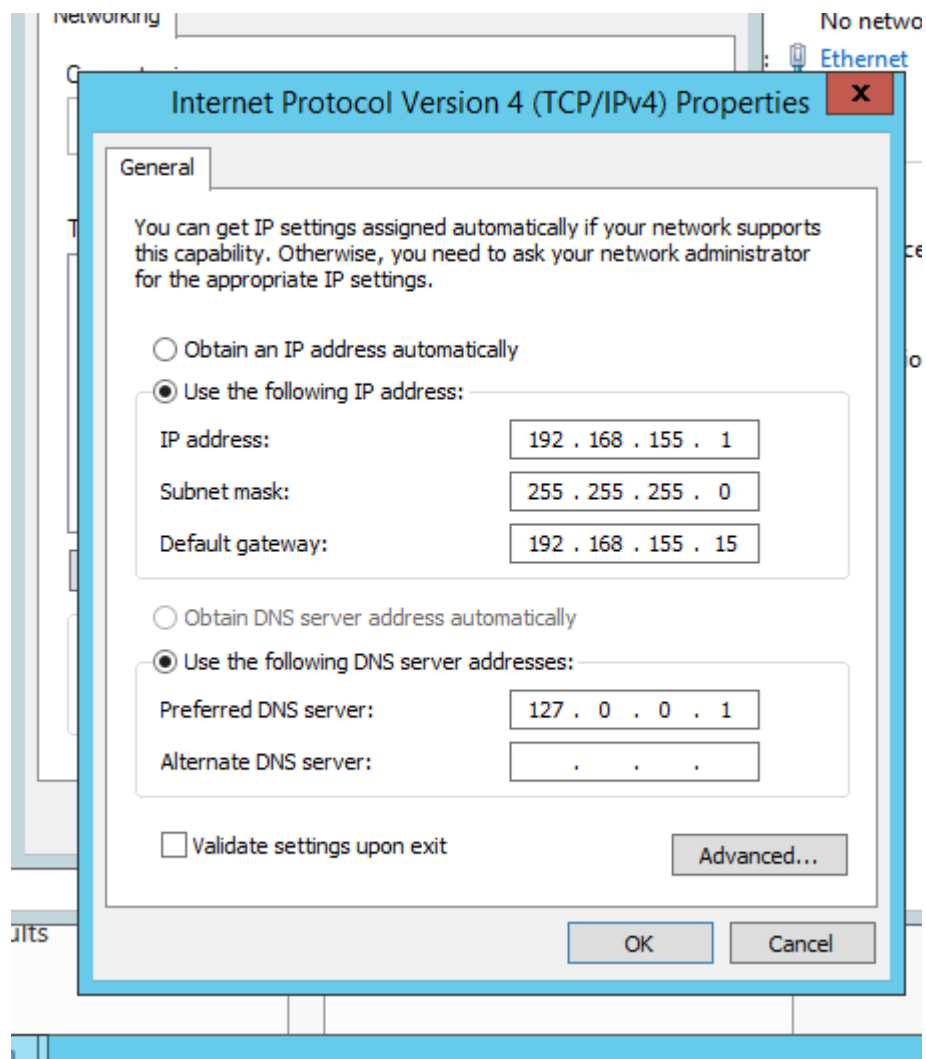 Networking
No netwo
Ethernet
Internet Protocol Version 4 (TCP/IPv4) Properties
General
You can get IP settings assigned automatically if your network supports
this capability. Otherwise, you need to ask your network administrator
for the appropriate IP settings.
Obtain an IP address automatically
Use the following IP address:
IP address: 192 . 168 . 155 . 1
Subnet mask: 255 . 255 . 255 . 0
Default gateway: 192 . 168 . 155 . 15
Obtain DNS server address automatically
Use the following DNS server addresses:
Preferred DNS server: 127 . 0 . 0 . 1
Alternate DNS server: . . .
Validate settings upon exit
Advanced...
ults
OK Cancel